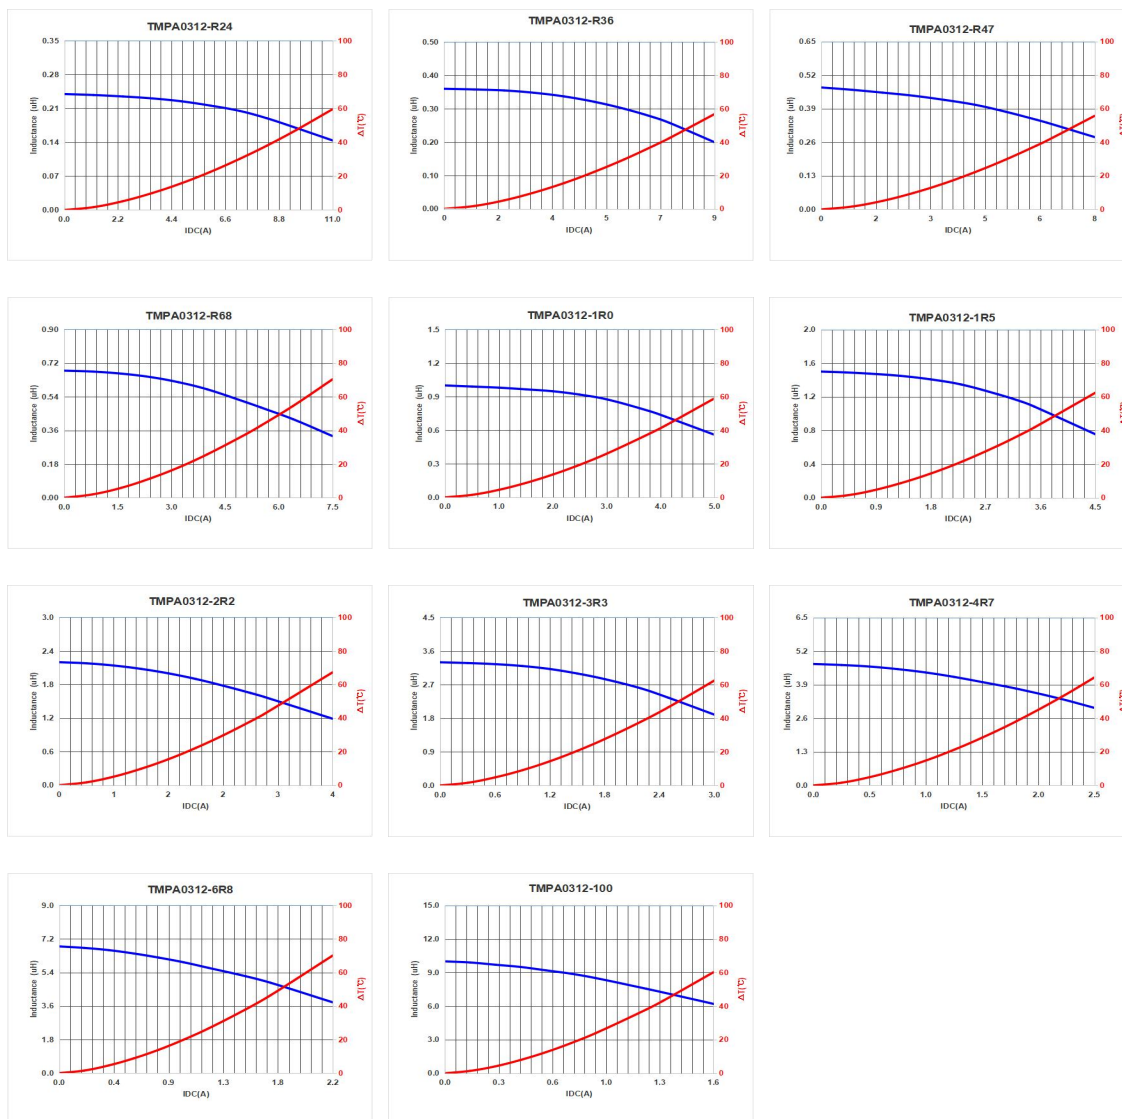 TMPA0312-R24
0.35
0.28
0.21
0.14
0.07
0.00
Inductance (uH)
100
80
60
40
20
0
ΔT(℃)
0.0 2.2 4.4 6.6 8.8 11.0
IDC(A)
TMPA0312-R36
0.50
0.40
0.30
0.20
0.10
0.00
Inductance (uH)
100
80
60
40
20
0
ΔT(℃)
0 2 4 5 7 9
IDC(A)
TMPA0312-R47
0.65
0.52
0.39
0.26
0.13
0.00
Inductance (uH)
100
80
60
40
20
0
ΔT(℃)
0 2 3 5 6 8
IDC(A)
TMPA0312-R68
0.90
0.72
0.54
0.36
0.18
0.00
Inductance (uH)
100
80
60
40
20
0
ΔT(℃)
0.0 1.5 3.0 4.5 6.0 7.5
IDC(A)
TMPA0312-1R0
1.5
1.2
0.9
0.6
0.3
0.0
Inductance (uH)
100
80
60
40
20
0
ΔT(℃)
0.0 1.0 2.0 3.0 4.0 5.0
IDC(A)
TMPA0312-1R5
2.0
1.6
1.2
0.8
0.4
0.0
Inductance (uH)
100
80
60
40
20
0
ΔT(℃)
0.0 0.9 1.8 2.7 3.6 4.5
IDC(A)
TMPA0312-2R2
3.0
2.4
1.8
1.2
0.6
0.0
Inductance (uH)
100
80
60
40
20
0
ΔT(℃)
0 1 2 2 3 4
IDC(A)
TMPA0312-3R3
4.5
3.6
2.7
1.8
0.9
0.0
Inductance (uH)
100
80
60
40
20
0
ΔT(℃)
0.0 0.6 1.2 1.8 2.4 3.0
IDC(A)
TMPA0312-4R7
6.5
5.2
3.9
2.6
1.3
0.0
Inductance (uH)
100
80
60
40
20
0
ΔT(℃)
0.0 0.5 1.0 1.5 2.0 2.5
IDC(A)
TMPA0312-6R8
9.0
7.2
5.4
3.6
1.8
0.0
Inductance (uH)
100
80
60
40
20
0
ΔT(℃)
0.0 0.4 0.9 1.3 1.8 2.2
IDC(A)
TMPA0312-100
15.0
12.0
9.0
6.0
3.0
0.0
Inductance (uH)
100
80
60
40
20
0
ΔT(℃)
0.0 0.3 0.6 1.0 1.3 1.6
IDC(A)